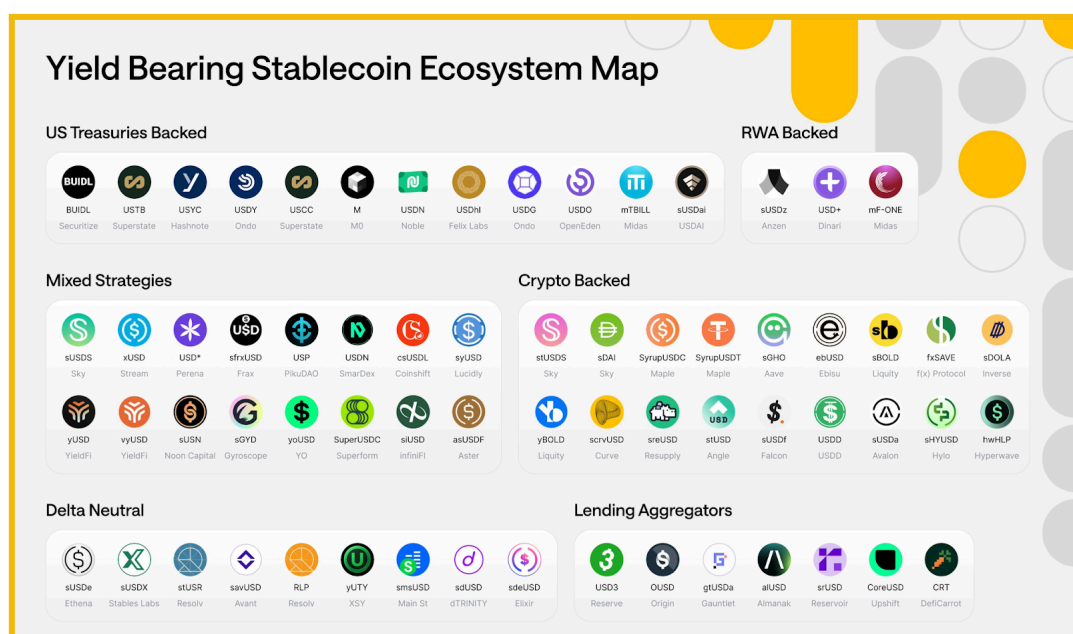 Yield Bearing Stablecoin Ecosystem Map
US Treasuries Backed
BUIDL
BUIDL USTB USYC USDY USCC M USDN USDhl USDG USDO mTBILL sUSDai
Securitize Superstate Hashnote Ondo Superstate M0 Noble Felix Labs Ondo OpenEden Midas USDAI
RWA Backed
sUSDz USD+ mF-ONE
Anzen Dinari Midas
Mixed Strategies
USD
sUSDS xUSD USD* sfrxUSD USP USDN csUSDL syUSD
Sky Stream Perena Frax PikuDAO SmarDex Coinshift Lucidly
yUSD vyUSD sUSN sGYD yoUSD SuperUSDC siUSD asUSDF
YieldFi YieldFi Noon Capital Gyroscope YO Superform InfiniFI Aster
Crypto Backed
sb
stUSDS sDAI SyrupUSDC SyrupUSDT sGHO ebUSD sBOLD fxSAVE sDOLA
Sky Sky Maple Maple Aave Ebisu Liquity f(x) Protocol Inverse
USD
yBOLD scrvUSD sreUSD stUSD sUSDf USDD sUSDa sHYUSD hwHLP
Liquity Curve Resupply Angle Falcon USDD Avalon Hylo Hyperwave
Delta Neutral
sUSDe sUSDX stUSR savUSD RLP yUTY smsUSD sdUSD sdeUSD
Ethena Stables Labs Resolv Avant Resolv XSY Main St dTRINITY Elixir
Lending Aggregators
USD3 OUSD gtUSDa alUSD srUSD CoreUSD CRT
Reserve Origin Gauntlet Almanak Reservoir Upshift DefiCarrot